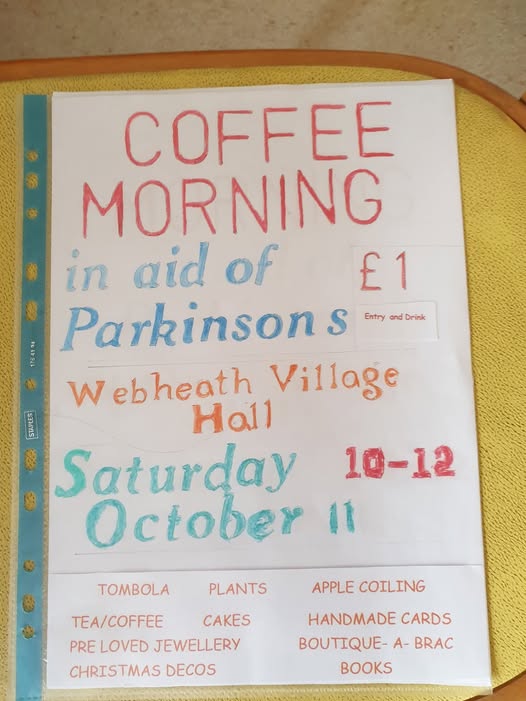 COFFEE
MORNING
in aid of
£1
Parkinsons
Entry and Drink
Webheath Village
Hall
Saturday
10-12
October 11
TOMBOLA PLANTS APPLE COILING
TEA/COFFEE CAKES HANDMADE CARDS
PRE LOVED JEWELLERY BOUTIQUE- A- BRAC
CHRISTMAS DECOS BOOKS
STAPLES